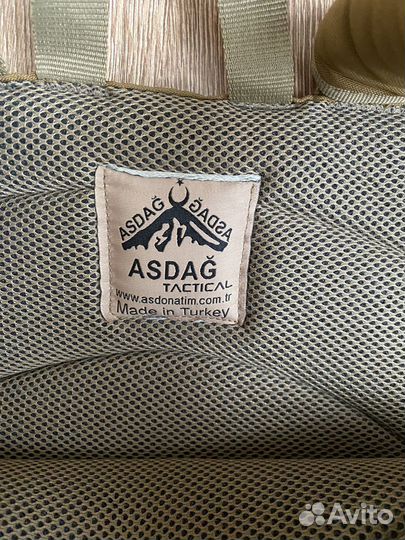 ASDAĞ ASDAĞ
ASDAĞ
TACTICAL
www.asdonatim.com.tr
Made in Turkey
Avito